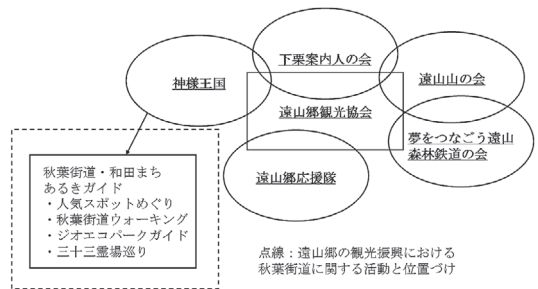 下栗案内人の会
神様王国
遠山山の会
遠山郷観光協会
夢をつなごう遠山
森林鉄道の会
遠山郷応援隊
秋葉街道・和田まち
あるきガイド
・人気スポットめぐり
・秋葉街道ウォーキング
・ジオエコパークガイド
・三十三霊場巡り
点線：遠山郷の観光振興における
秋葉街道に関する活動と位置づけ